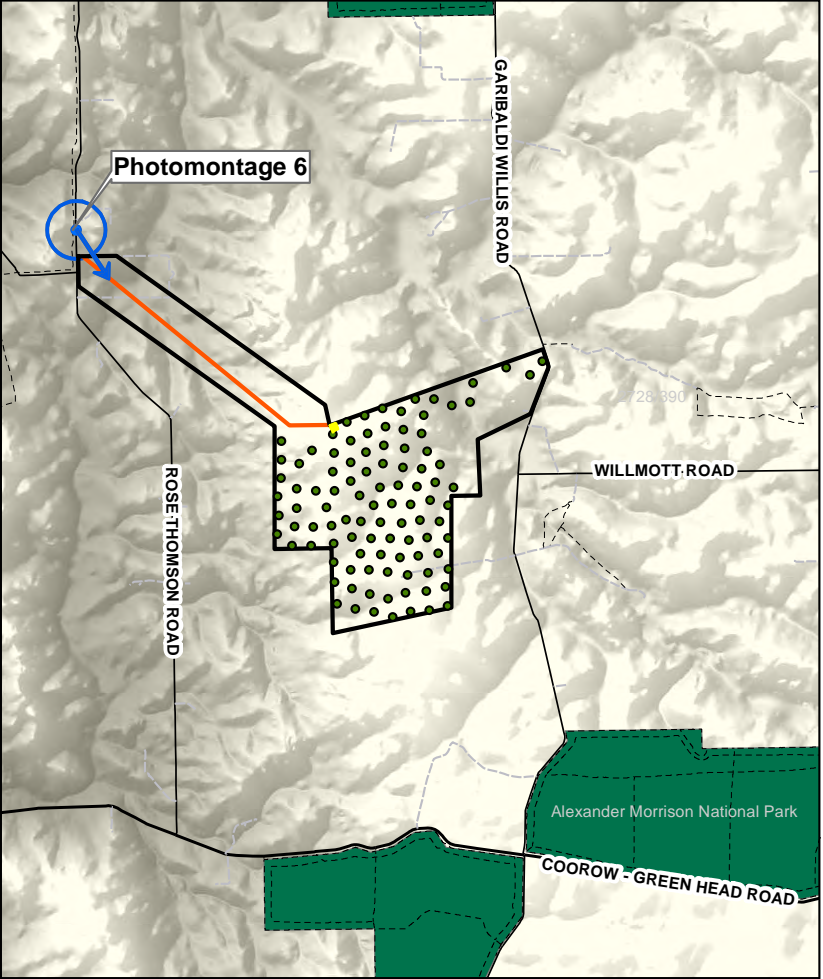 GARIBALDI WILLIS ROAD
Photomontage 6
WILLMOTT ROAD
ROSE THOMSON ROAD
Alexander Morrison National Park
COOROW - GREEN HEAD ROAD